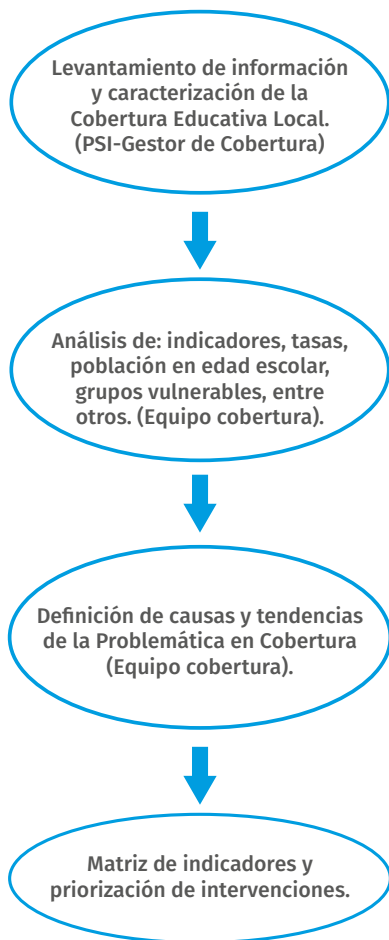 Levantamiento de información
y caracterización de la
Cobertura Educativa Local.
(PSI-Gestor de Cobertura)
Análisis de: indicadores, tasas,
población en edad escolar,
grupos vulnerables, entre
otros. (Equipo cobertura).
Definición de causas y tendencias
de la Problemática en Cobertura
(Equipo cobertura).
Matriz de indicadores y
priorización de intervenciones.